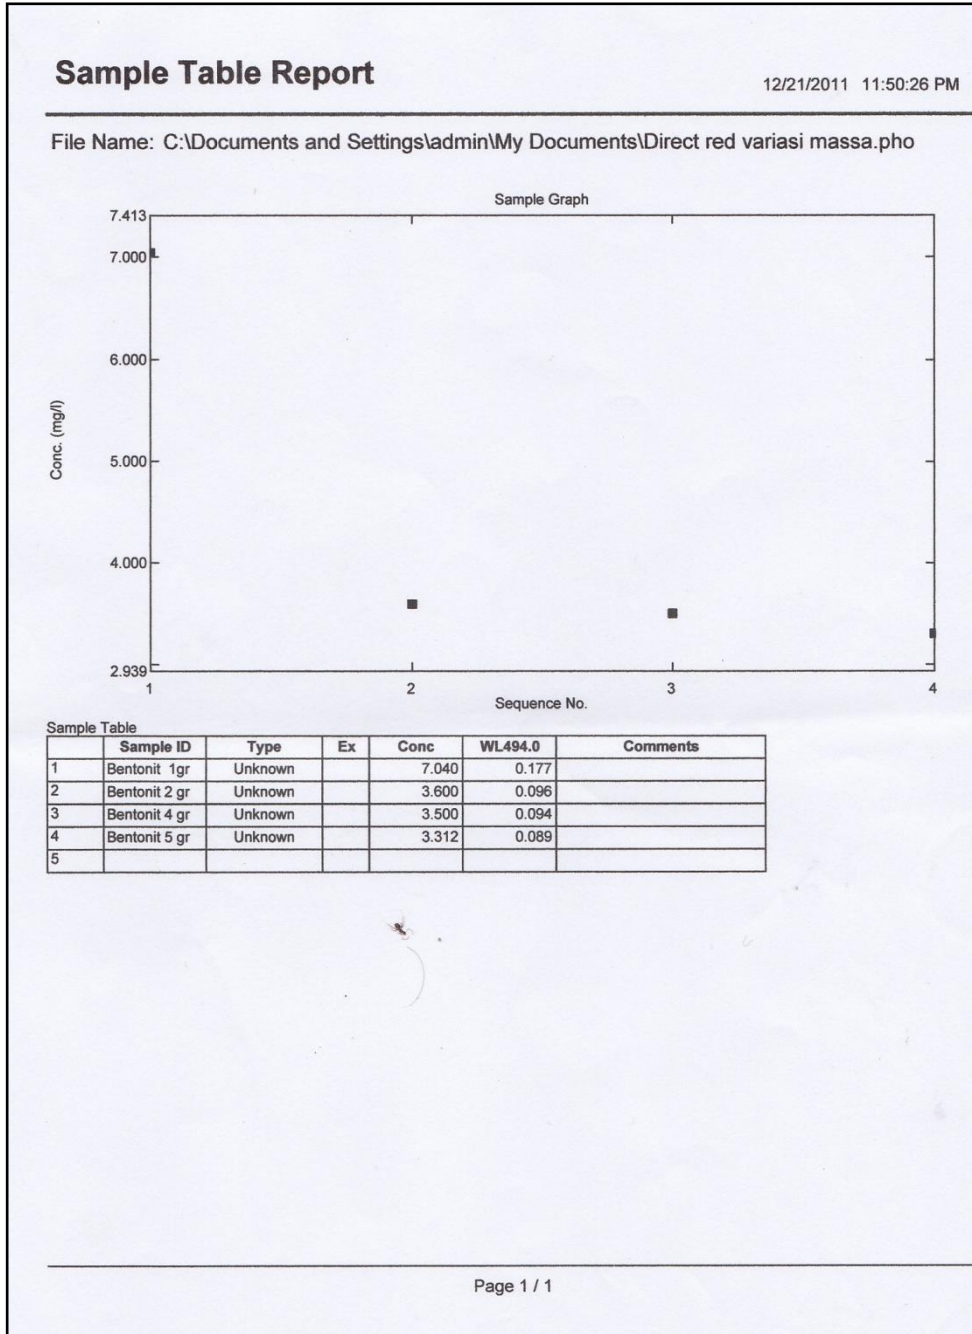 Sample Table Report
12/21/2011 11:50:26 PM
File Name: C:\Documents and Settings\admin\My Documents\Direct red variasi massa.pho
Sample Graph
7.413
7.000
6.000
5.000
4.000
2.939
Conc. (mg/l)
1 2 3 4
Sequence No.
Sample Table
Sample ID Type Ex Conc WL494.0 Comments
1 Bentonit 1gr Unknown 7.040 0.177
2 Bentonit 2 gr Unknown 3.600 0.096
3 Bentonit 4 gr Unknown 3.500 0.094
4 Bentonit 5 gr Unknown 3.312 0.089
5
Page 1 / 1